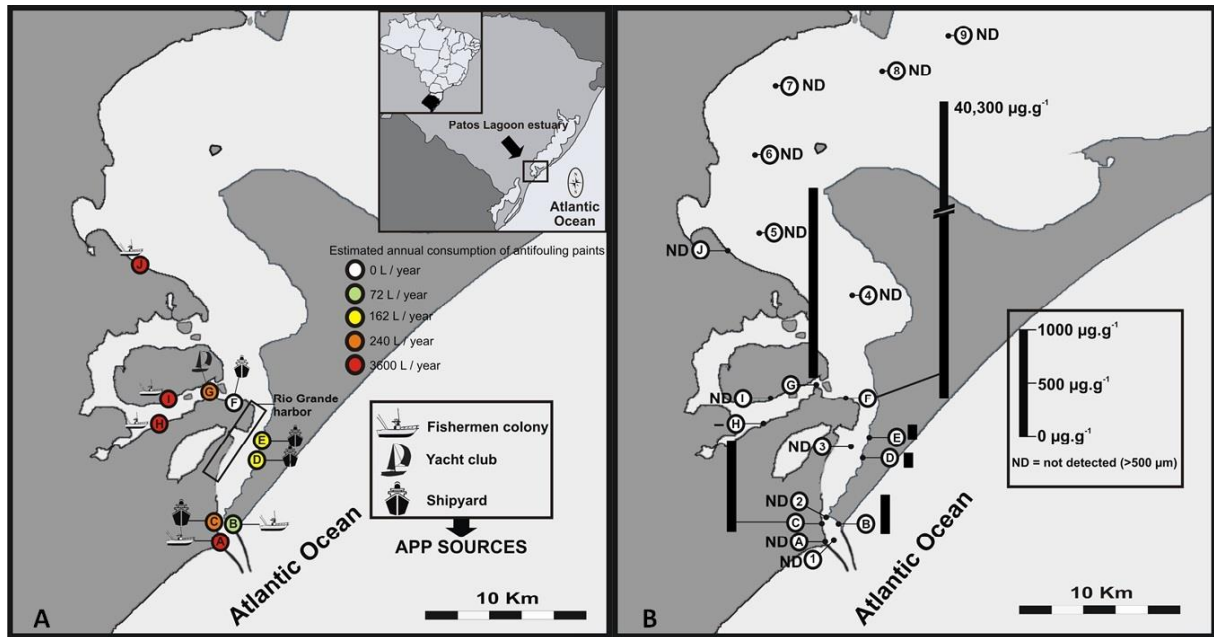 Patos Lagoon estuary
Atlantic
Ocean
Estimated annual consumption of antifouling paints
0 L / year
72 L / year
162 L / year
240 L / year
3600 L / year
J
G
I
F
H
Rio Grande
harbor
E
D
C
B
A
Fishermen colony
Yacht club
Shipyard
APP SOURCES
Atlantic Ocean
10 Km
A
9 ND
8 ND
7 ND
40,300 µg.g-1
6 ND
5 ND
ND J
4 ND
1000 µg.g-1
500 µg.g-1
0 µg.g-1
ND = not detected (>500 µm)
G
ND I
F
H
E
ND 3
D
ND 2
C
B
ND A
ND 1
Atlantic Ocean
10 Km
B